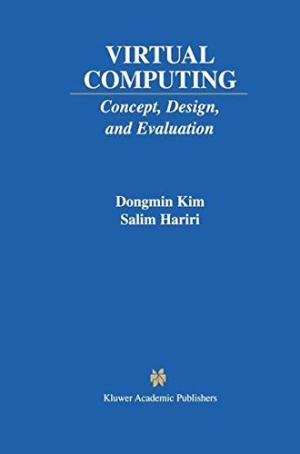 VIRTUAL
COMPUTING
Concept, Design,
and Evaluation
Dongmin Kim
Salim Hariri
Kluwer Academic Publishers